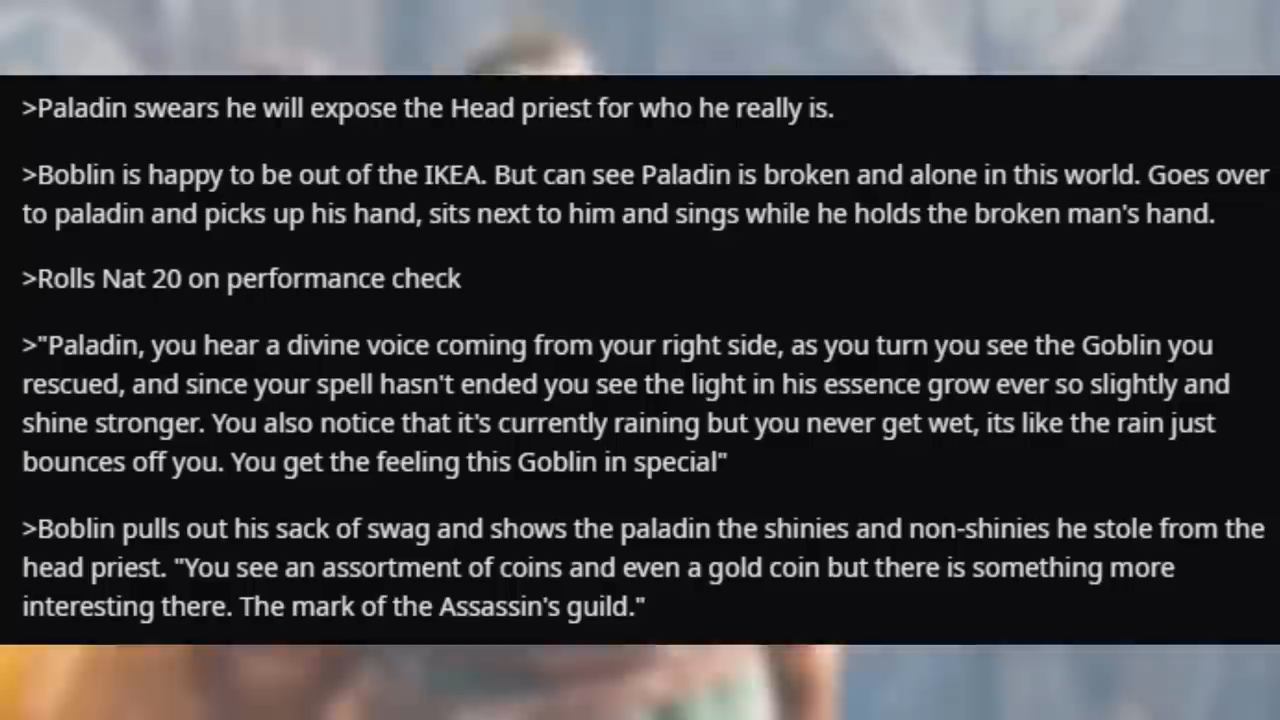 >Paladin swears he will expose the Head priest for who he really is.
>Boblin is happy to be out of the IKEA. But can see Paladin is broken and alone in this world. Goes over
to paladin and picks up his hand, sits next to him and sings while he holds the broken man's hand.
>Rolls Nat 20 on performance check
>"Paladin, you hear a divine voice coming from your right side, as you turn you see the Goblin you
rescued, and since your spell hasn't ended you see the light in his essence grow ever so slightly and
shine stronger. You also notice that it's currently raining but you never get wet, its like the rain just
bounces off you. You get the feeling this Goblin in special"
>Boblin pulls out his sack of swag and shows the paladin the shinies and non-shinies he stole from the
head priest. "You see an assortment of coins and even a gold coin but there is something more
interesting there. The mark of the Assassin's guild."